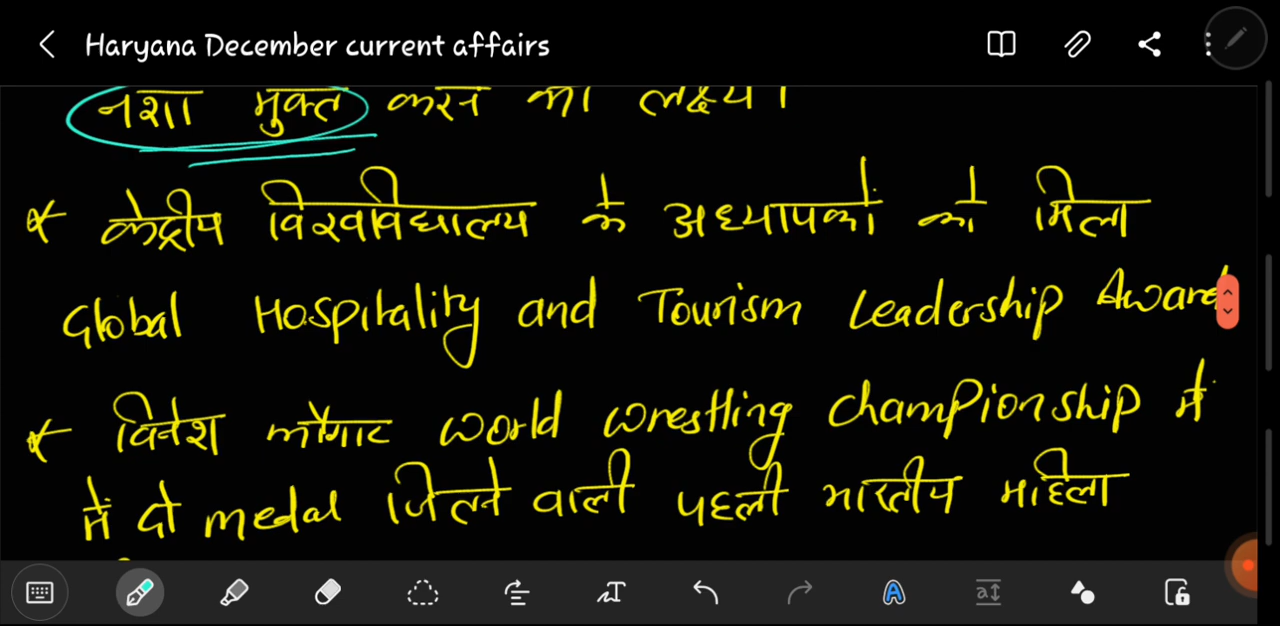 Haryana December current affairs
नशा मुक्त करने का लक्ष्य।
* केंद्रीय विश्वविद्यालय के अध्यापकों को मिला
Global Hospitality and Tourism Leadership Award
* विनेश फौगाट world wrestling championship में
में दो medal जितने वाली पहली भारतीय महिला